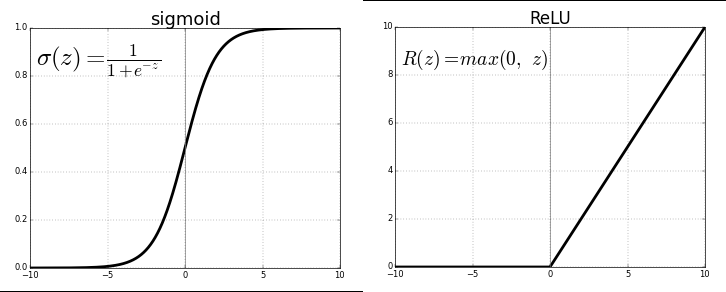 sigmoid
σ(z)=1/(1+e^−z)
1.0
0.8
0.6
0.4
0.2
0.0
−10 −5 0 5 10
ReLU
R(z)=max(0, z)
10
8
6
4
2
0
−10 −5 0 5 10